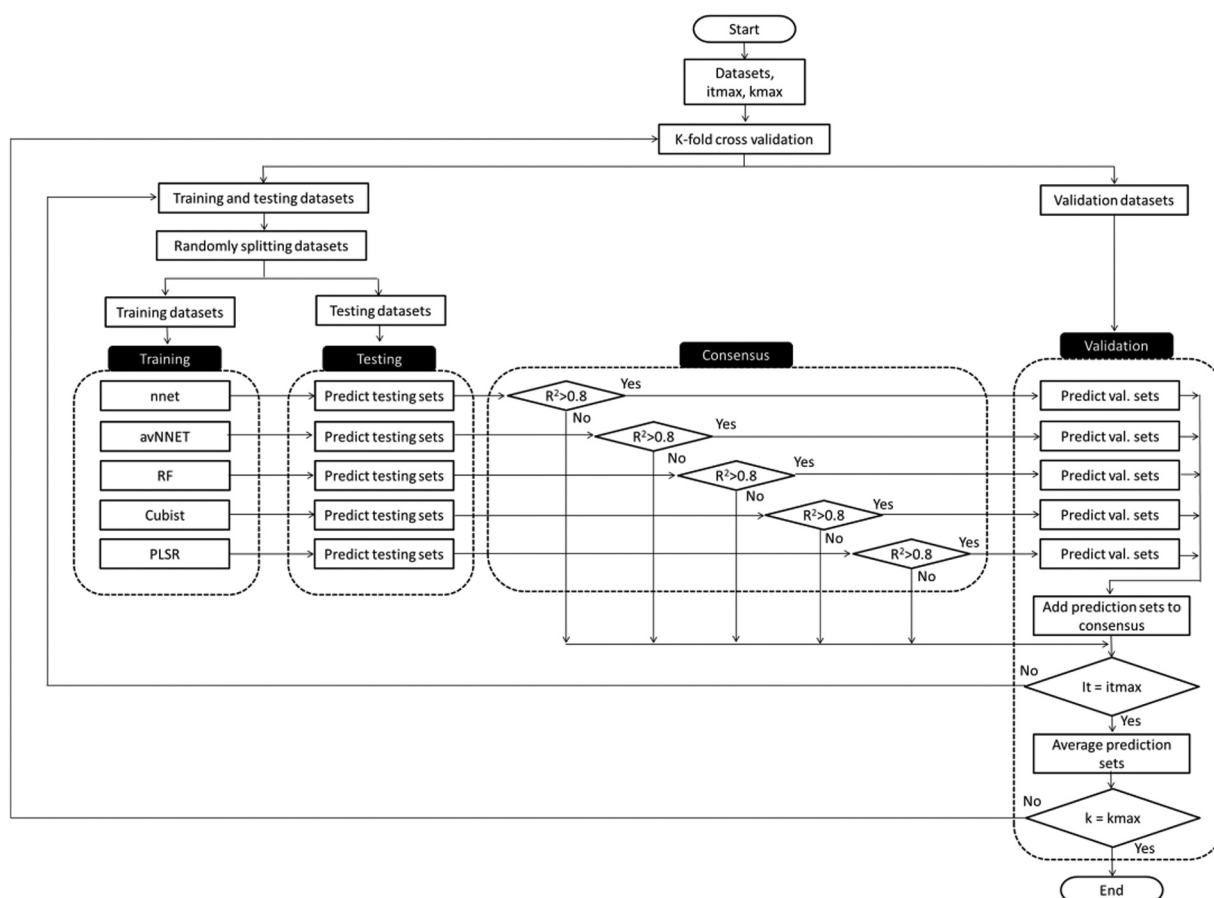 Start
Datasets,
itmax, kmax
K-fold cross validation
Training and testing datasets
Validation datasets
Randomly splitting datasets
Training datasets
Testing datasets
Training
Testing
Consensus
Validation
nnet
Predict testing sets
R²>0.8
Yes
No
Predict val. sets
avNNET
Predict testing sets
R²>0.8
Yes
No
Predict val. sets
RF
Predict testing sets
R²>0.8
Yes
No
Predict val. sets
Cubist
Predict testing sets
R²>0.8
Yes
No
Predict val. sets
PLSR
Predict testing sets
R²>0.8
Yes
No
Predict val. sets
Add prediction sets to
consensus
No
It = itmax
Yes
Average prediction
sets
No
k = kmax
Yes
End